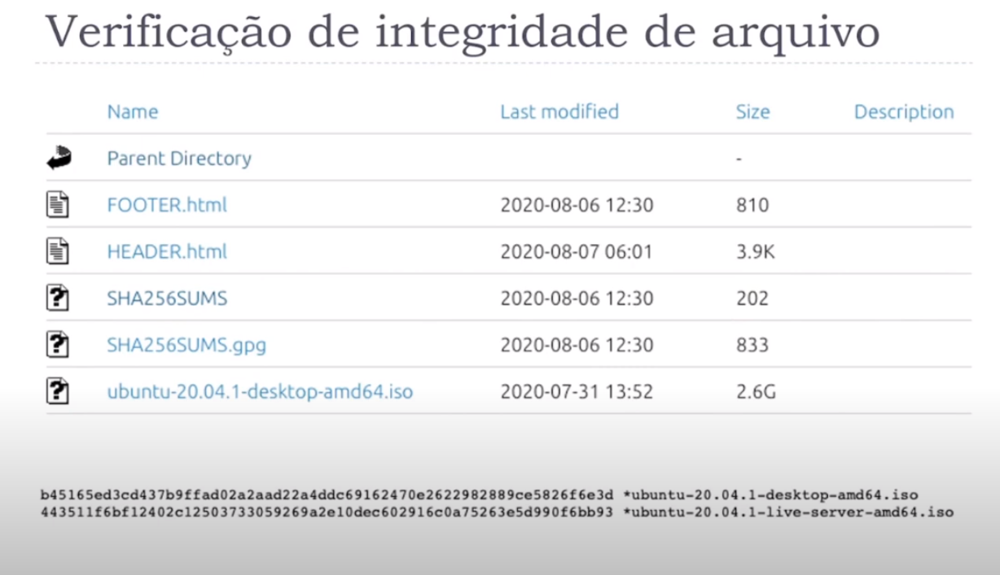 Verificação de integridade de arquivo
Name Last modified Size Description
Parent Directory -
FOOTER.html 2020-08-06 12:30 810
HEADER.html 2020-08-07 06:01 3.9K
SHA256SUMS 2020-08-06 12:30 202
SHA256SUMS.gpg 2020-08-06 12:30 833
ubuntu-20.04.1-desktop-amd64.iso 2020-07-31 13:52 2.6G
b45165ed3cd437b9ffad02a2aad22a4ddc69162470e2622982889ce5826f6e3d *ubuntu-20.04.1-desktop-amd64.iso
443511f6bf12402c12503733059269a2e10dec602916c0a75263e5d990f6bb93 *ubuntu-20.04.1-live-server-amd64.iso